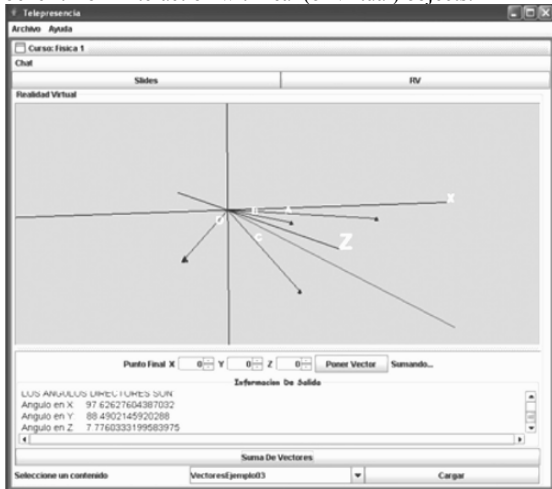 Telepresencia
Archivo Ayuda
Curso: Fisica 1
Chat
Slides RV
Realidad Virtual
X
B A
D
C
Z
Punto Final X 0 Y 0 Z 0 Poner Vector Sumando...
Informacion De Salida
LOS ANGULOS DIRECTORES SON
Angulo en X: 97.62627604387032
Angulo en Y: 88.4902145920288
Angulo en Z: 7.7760333199583975
Suma De Vectores
Seleccione un contenido VectoresEjemplo03 Cargar